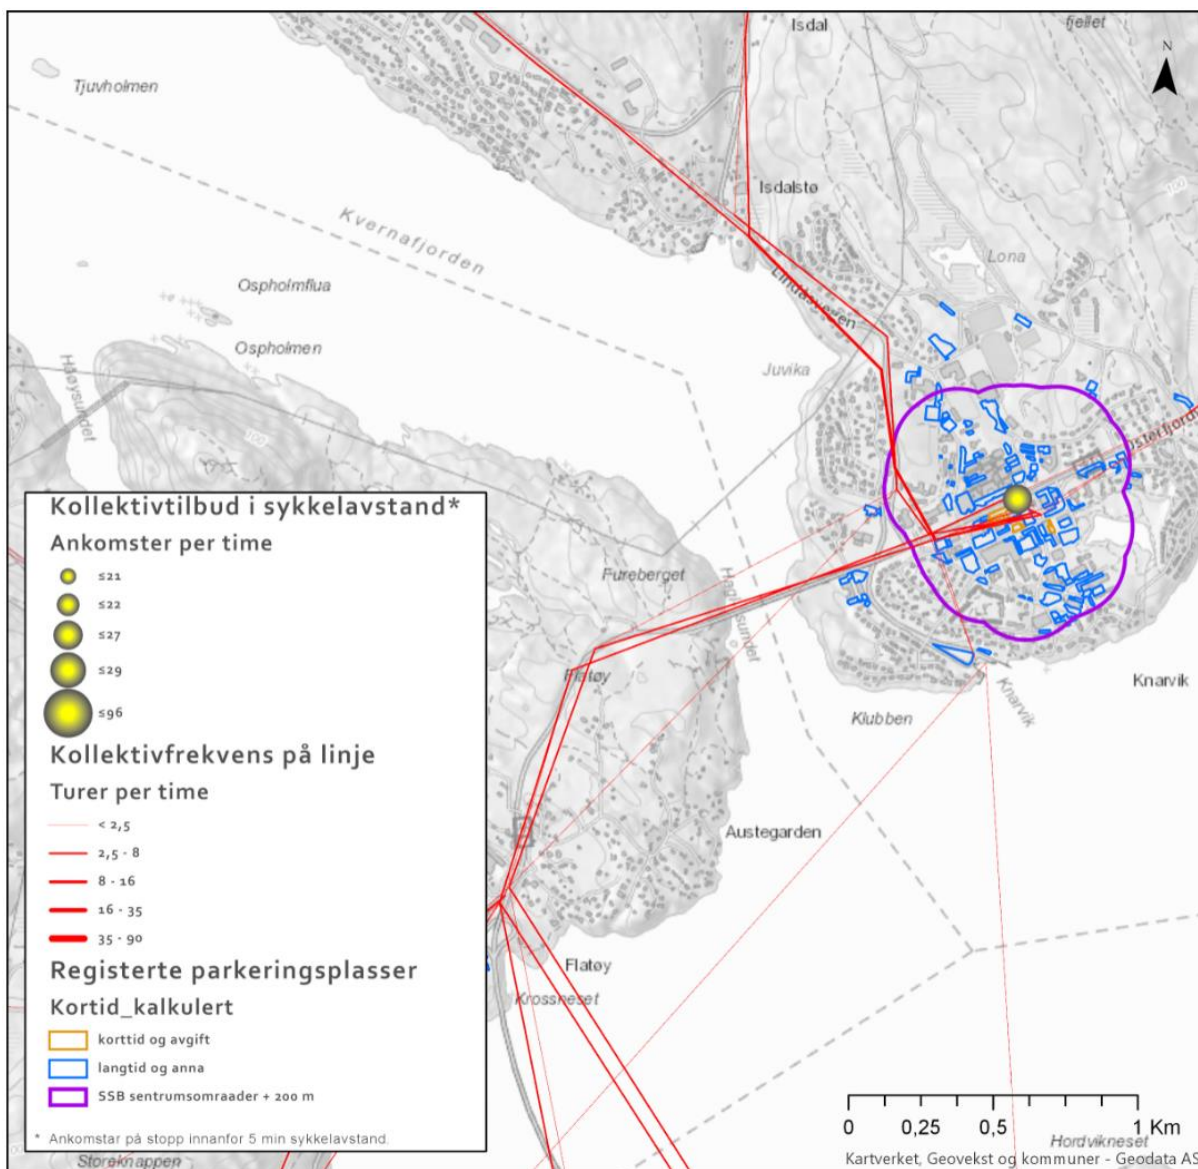 Isdal
fjellet
N
Tjuvholmen
Isdalstø
100
Kvernafjorden
Lona
Ospholmflua
Lindåsvegen
Ospholmen
Håøysundet
Juvika
100
Kollektivtilbud i sykkelavstand*
Ankomster per time
≤21
≤22
≤27
≤29
≤96
Fureberget
Hagelsundet
Flatøy
Knarvik
Knarvik
Klubben
Kollektivfrekvens på linje
Turer per time
< 2,5
2,5 - 8
8 - 16
16 - 35
35 - 90
Austegarden
Registerte parkeringsplasser
Kortid_kalkulert
korttid og avgift
langtid og anna
SSB sentrumsomraader + 200 m
* Ankomstar på stopp innanfor 5 min sykkelavstand.
Flatøy
Krossneset
0 0,25 0,5 1 Km
Hordvikneset
Storeknappen
Kartverket, Geovekst og kommuner - Geodata AS